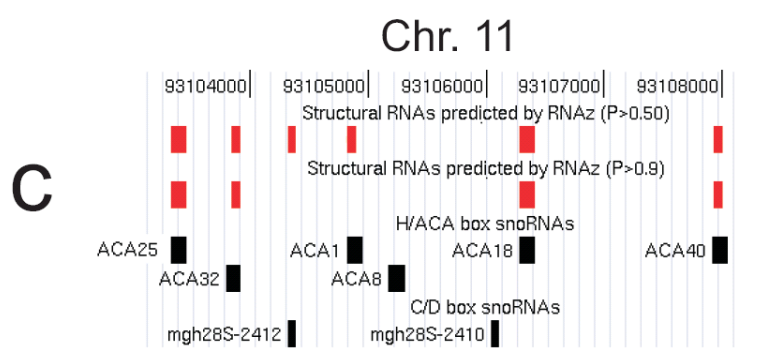 Chr. 11
93104000 93105000 93106000 93107000 93108000
Structural RNAs predicted by RNAz (P>0.50)
C
Structural RNAs predicted by RNAz (P>0.9)
H/ACA box snoRNAs
ACA25 ACA1 ACA18 ACA40
ACA32 ACA8
C/D box snoRNAs
mgh28S-2412 mgh28S-2410